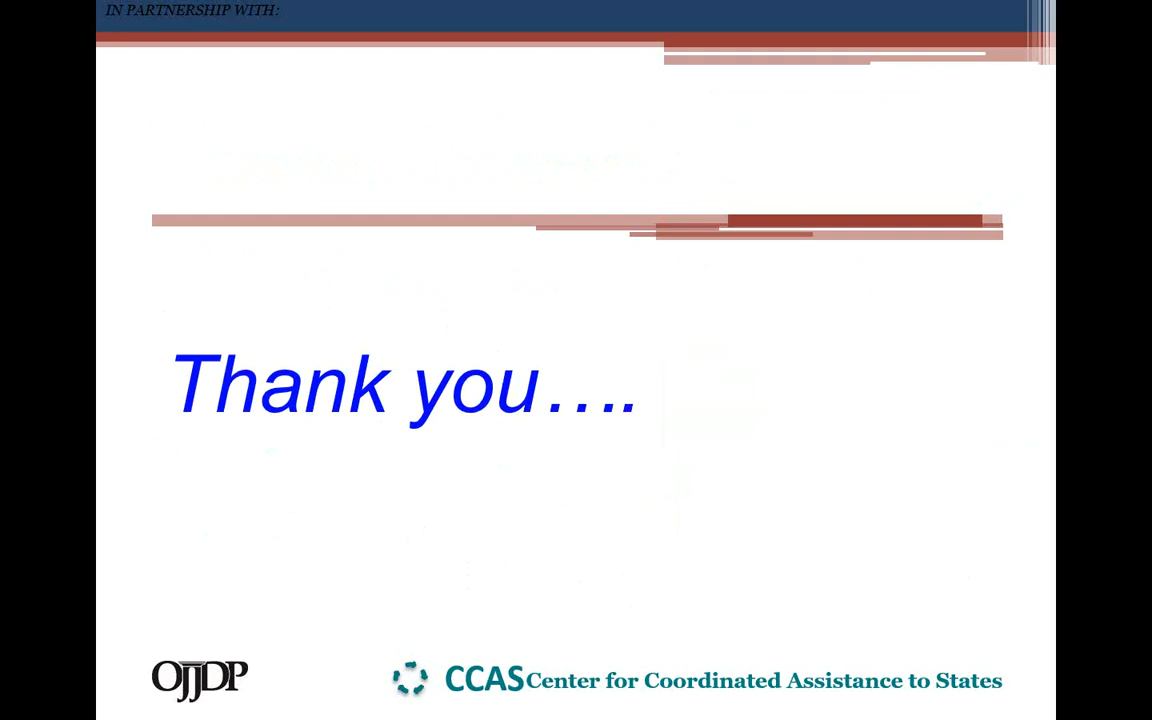 IN PARTNERSHIP WITH:
Thank you….
OJJDP
CCAS Center for Coordinated Assistance to States